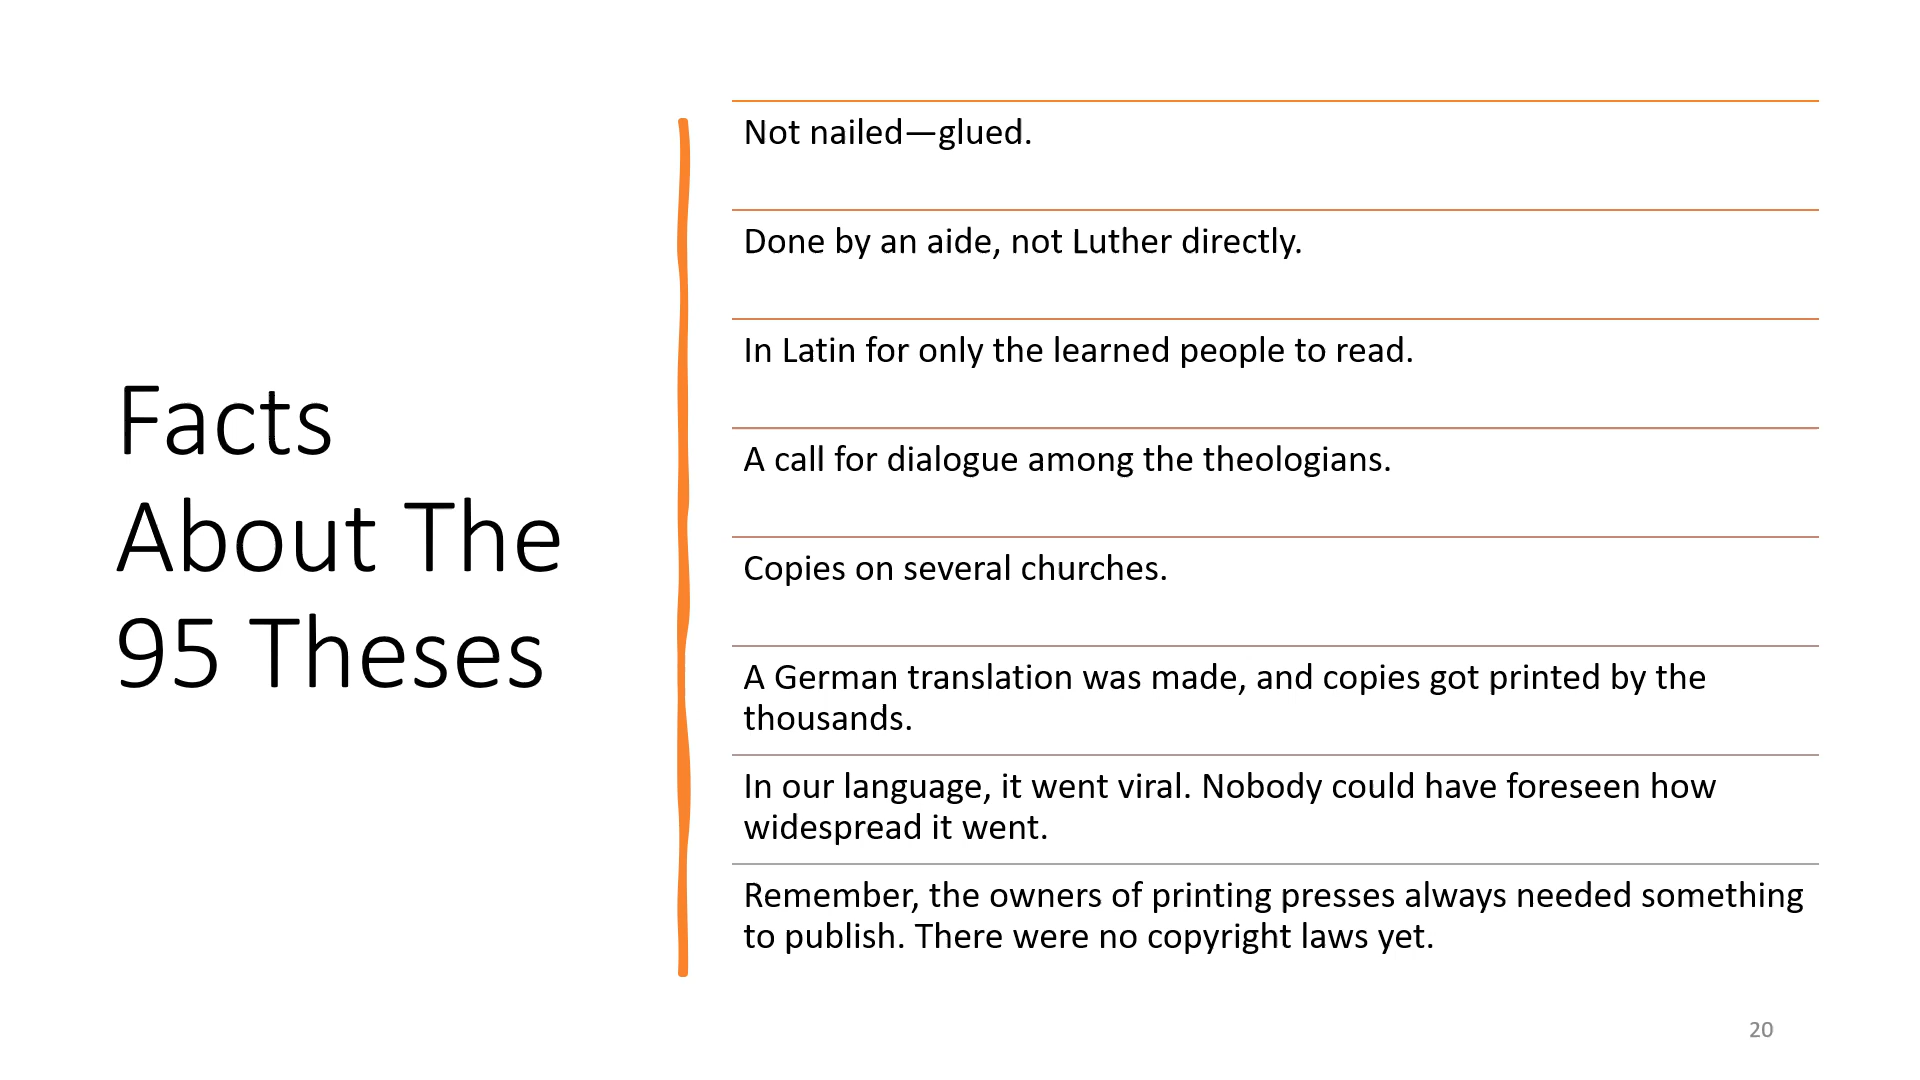 Facts
About The
95 Theses
Not nailed—glued.
Done by an aide, not Luther directly.
In Latin for only the learned people to read.
A call for dialogue among the theologians.
Copies on several churches.
A German translation was made, and copies got printed by the
thousands.
In our language, it went viral. Nobody could have foreseen how
widespread it went.
Remember, the owners of printing presses always needed something
to publish. There were no copyright laws yet.
20